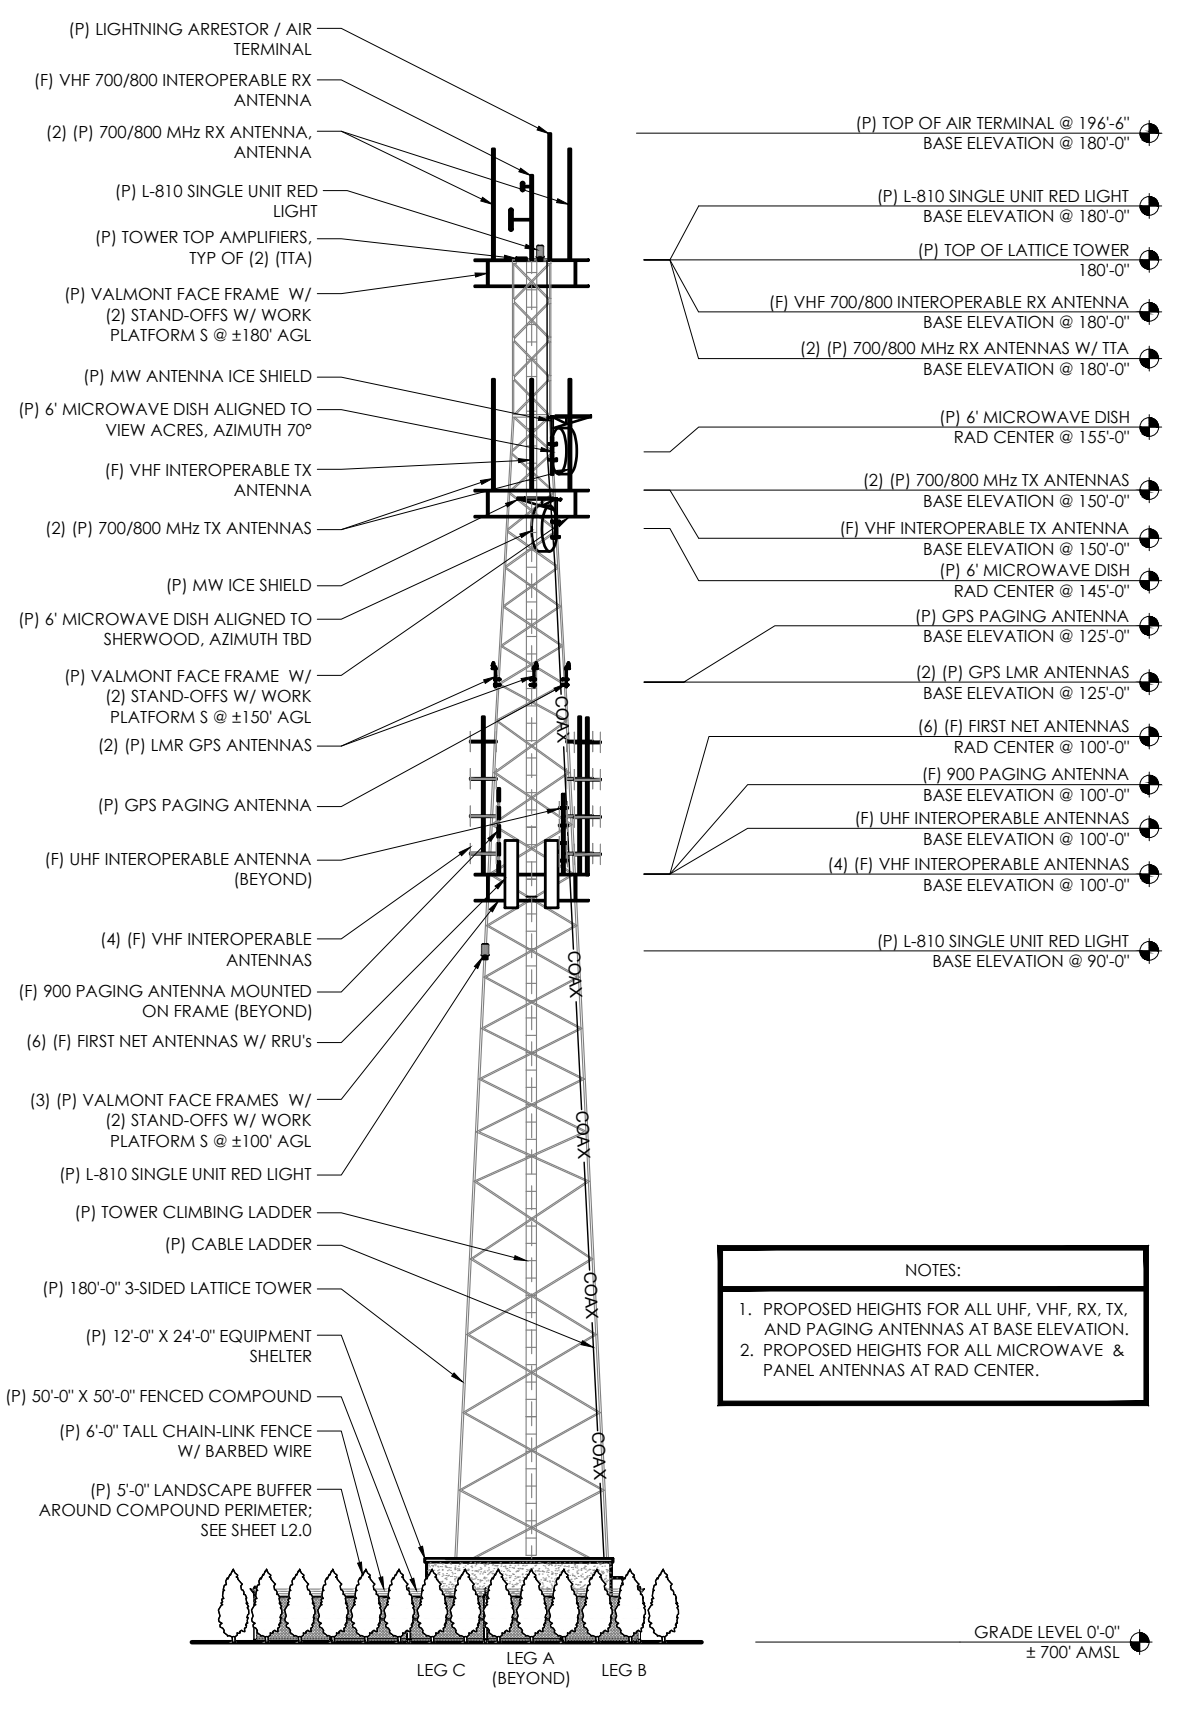 (P) LIGHTNING ARRESTOR / AIR
TERMINAL
(F) VHF 700/800 INTEROPERABLE RX
ANTENNA
(2) (P) 700/800 MHz RX ANTENNA,
ANTENNA
(P) L-810 SINGLE UNIT RED
LIGHT
(P) TOWER TOP AMPLIFIERS,
TYP OF (2) (TTA)
(P) VALMONT FACE FRAME W/
(2) STAND-OFFS W/ WORK
PLATFORM S @ ±180' AGL
(P) MW ANTENNA ICE SHIELD
(P) 6' MICROWAVE DISH ALIGNED TO
VIEW ACRES, AZIMUTH 70°
(F) VHF INTEROPERABLE TX
ANTENNA
(2) (P) 700/800 MHz TX ANTENNAS
(P) MW ICE SHIELD
(P) 6' MICROWAVE DISH ALIGNED TO
SHERWOOD, AZIMUTH TBD
(P) VALMONT FACE FRAME W/
(2) STAND-OFFS W/ WORK
PLATFORM S @ ±150' AGL
(2) (P) LMR GPS ANTENNAS
(P) GPS PAGING ANTENNA
(F) UHF INTEROPERABLE ANTENNA
(BEYOND)
(4) (F) VHF INTEROPERABLE
ANTENNAS
(F) 900 PAGING ANTENNA MOUNTED
ON FRAME (BEYOND)
(6) (F) FIRST NET ANTENNAS W/ RRU's
(3) (P) VALMONT FACE FRAMES W/
(2) STAND-OFFS W/ WORK
PLATFORM S @ ±100' AGL
(P) L-810 SINGLE UNIT RED LIGHT
(P) TOWER CLIMBING LADDER
(P) CABLE LADDER
(P) 180'-0" 3-SIDED LATTICE TOWER
(P) 12'-0" X 24'-0" EQUIPMENT
SHELTER
(P) 50'-0" X 50'-0" FENCED COMPOUND
(P) 6'-0" TALL CHAIN-LINK FENCE
W/ BARBED WIRE
(P) 5'-0" LANDSCAPE BUFFER
AROUND COMPOUND PERIMETER;
SEE SHEET L2.0
COAX
COAX
COAX
COAX
COAX
LEG C
LEG A
(BEYOND)
LEG B
(P) TOP OF AIR TERMINAL @ 196'-6"
BASE ELEVATION @ 180'-0"
(P) L-810 SINGLE UNIT RED LIGHT
BASE ELEVATION @ 180'-0"
(P) TOP OF LATTICE TOWER
180'-0"
(F) VHF 700/800 INTEROPERABLE RX ANTENNA
BASE ELEVATION @ 180'-0"
(2) (P) 700/800 MHz RX ANTENNAS W/ TTA
BASE ELEVATION @ 180'-0"
(P) 6' MICROWAVE DISH
RAD CENTER @ 155'-0"
(2) (P) 700/800 MHz TX ANTENNAS
BASE ELEVATION @ 150'-0"
(F) VHF INTEROPERABLE TX ANTENNA
BASE ELEVATION @ 150'-0"
(P) 6' MICROWAVE DISH
RAD CENTER @ 145'-0"
(P) GPS PAGING ANTENNA
BASE ELEVATION @ 125'-0"
(2) (P) GPS LMR ANTENNAS
BASE ELEVATION @ 125'-0"
(6) (F) FIRST NET ANTENNAS
RAD CENTER @ 100'-0"
(F) 900 PAGING ANTENNA
BASE ELEVATION @ 100'-0"
(F) UHF INTEROPERABLE ANTENNAS
BASE ELEVATION @ 100'-0"
(4) (F) VHF INTEROPERABLE ANTENNAS
BASE ELEVATION @ 100'-0"
(P) L-810 SINGLE UNIT RED LIGHT
BASE ELEVATION @ 90'-0"
NOTES:
1. PROPOSED HEIGHTS FOR ALL UHF, VHF, RX, TX,
AND PAGING ANTENNAS AT BASE ELEVATION.
2. PROPOSED HEIGHTS FOR ALL MICROWAVE &
PANEL ANTENNAS AT RAD CENTER.
GRADE LEVEL 0'-0"
± 700' AMSL